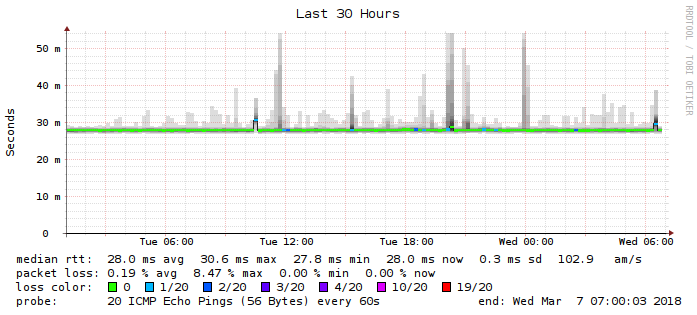 Last 30 Hours
RRDTOOL / TOBI OETIKER
Seconds
50 m
40 m
30 m
20 m
10 m
0
Tue 06:00 Tue 12:00 Tue 18:00 Wed 00:00 Wed 06:00
median rtt: 28.0 ms avg 30.6 ms max 27.8 ms min 28.0 ms now 0.3 ms sd 102.9 am/s
packet loss: 0.19 % avg 8.47 % max 0.00 % min 0.00 % now
loss color: 0 1/20 2/20 3/20 4/20 10/20 19/20
probe: 20 ICMP Echo Pings (56 Bytes) every 60s end: Wed Mar 7 07:00:03 2018